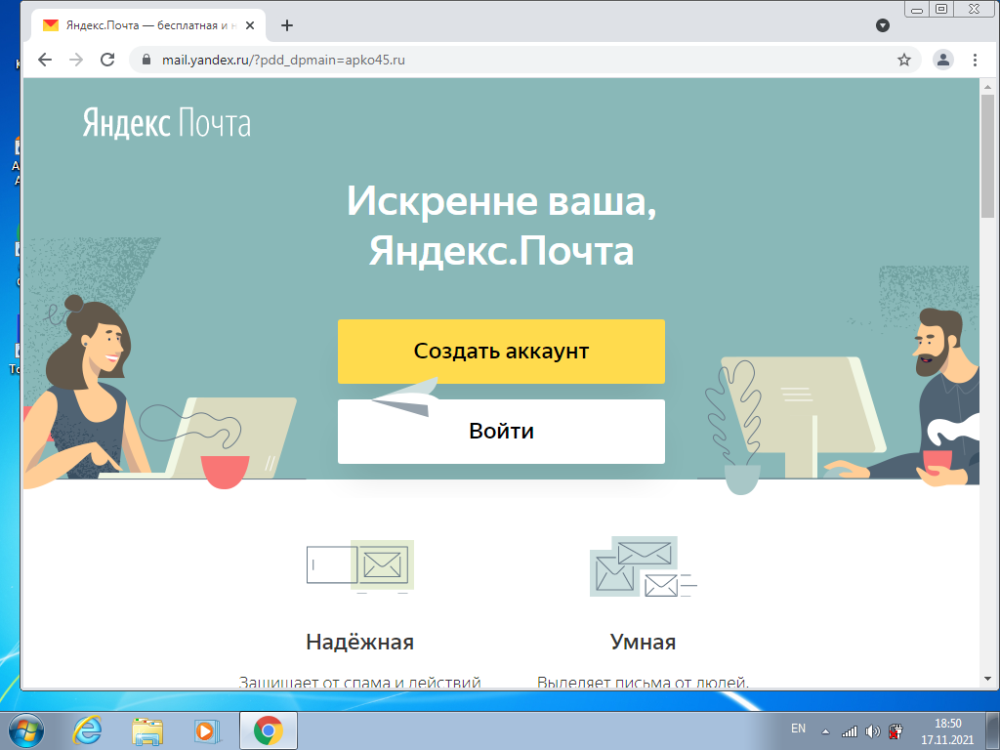 Яндекс.Почта — бесплатная и н
mail.yandex.ru/?pdd_dpmain=apko45.ru
Яндекс Почта
Искренне ваша,
Яндекс.Почта
Создать аккаунт
Войти
Надёжная
Умная
Защищает от спама и действий
Выделяет письма от людей,
EN
18:50
17.11.2021